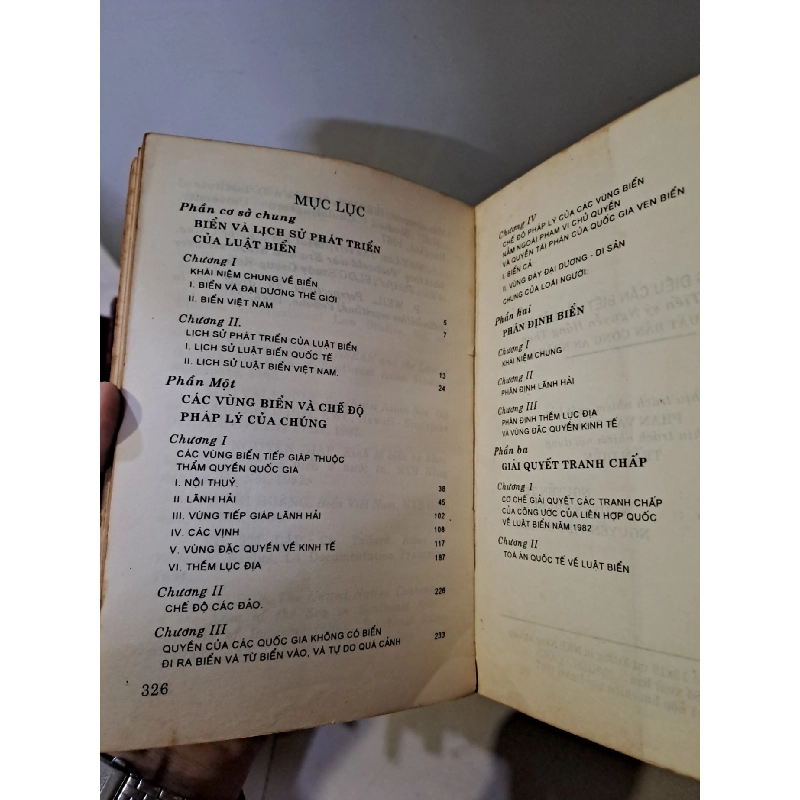 MỤC LỤC
Phần cơ sở chung
BIỂN VÀ LỊCH SỬ PHÁT TRIỂN
CỦA LUẬT BIỂN
Chương I
KHÁI NIỆM CHUNG VỀ BIỂN
I. BIỂN VÀ ĐẠI DƯƠNG THẾ GIỚI 5
II. BIỂN VIỆT NAM 7
Chương II.
LỊCH SỬ PHÁT TRIỂN CỦA LUẬT BIỂN
I. LỊCH SỬ LUẬT BIỂN QUỐC TẾ 13
II. LỊCH SỬ LUẬT BIỂN VIỆT NAM. 24
Phần Một
CÁC VÙNG BIỂN VÀ CHẾ ĐỘ
PHÁP LÝ CỦA CHÚNG
Chương I
CÁC VÙNG BIỂN TIẾP GIÁP THUỘC
THẨM QUYỀN QUỐC GIA
I. NỘI THUỶ. 38
II. LÃNH HẢI 45
III. VÙNG TIẾP GIÁP LÃNH HẢI 102
IV. CÁC VỊNH 108
V. VÙNG ĐẶC QUYỀN VỀ KINH TẾ 117
VI. THỀM LỤC ĐỊA 187
Chương II
CHẾ ĐỘ CÁC ĐẢO. 226
Chương III
QUYỀN CỦA CÁC QUỐC GIA KHÔNG CÓ BIỂN 233
ĐI RA BIỂN VÀ TỪ BIỂN VÀO, VÀ TỰ DO QUÁ CẢNH
326
Chương IV
CHẾ ĐỘ PHÁP LÝ CỦA CÁC VÙNG BIỂN
NẰM NGOÀI PHẠM VI CHỦ QUYỀN
VÀ QUYỀN TÀI PHÁN CỦA QUỐC GIA VEN BIỂN
I. BIỂN CẢ
II. VÙNG ĐÁY ĐẠI DƯƠNG - DI SẢN
CHUNG CỦA LOÀI NGƯỜI:
Phần hai
PHÂN ĐỊNH BIỂN
Chương I
KHÁI NIỆM CHUNG
Chương II
PHÂN ĐỊNH LÃNH HẢI
Chương III
PHÂN ĐỊNH THỀM LỤC ĐỊA
VÀ VÙNG ĐẶC QUYỀN KINH TẾ
Phần ba
GIẢI QUYẾT TRANH CHẤP
Chương I
CƠ CHẾ GIẢI QUYẾT CÁC TRANH CHẤP
CỦA CÔNG ƯỚC CỦA LIÊN HỢP QUỐC
VỀ LUẬT BIỂN NĂM 1982
Chương II
TOÀ ÁN QUỐC TẾ VỀ LUẬT BIỂN